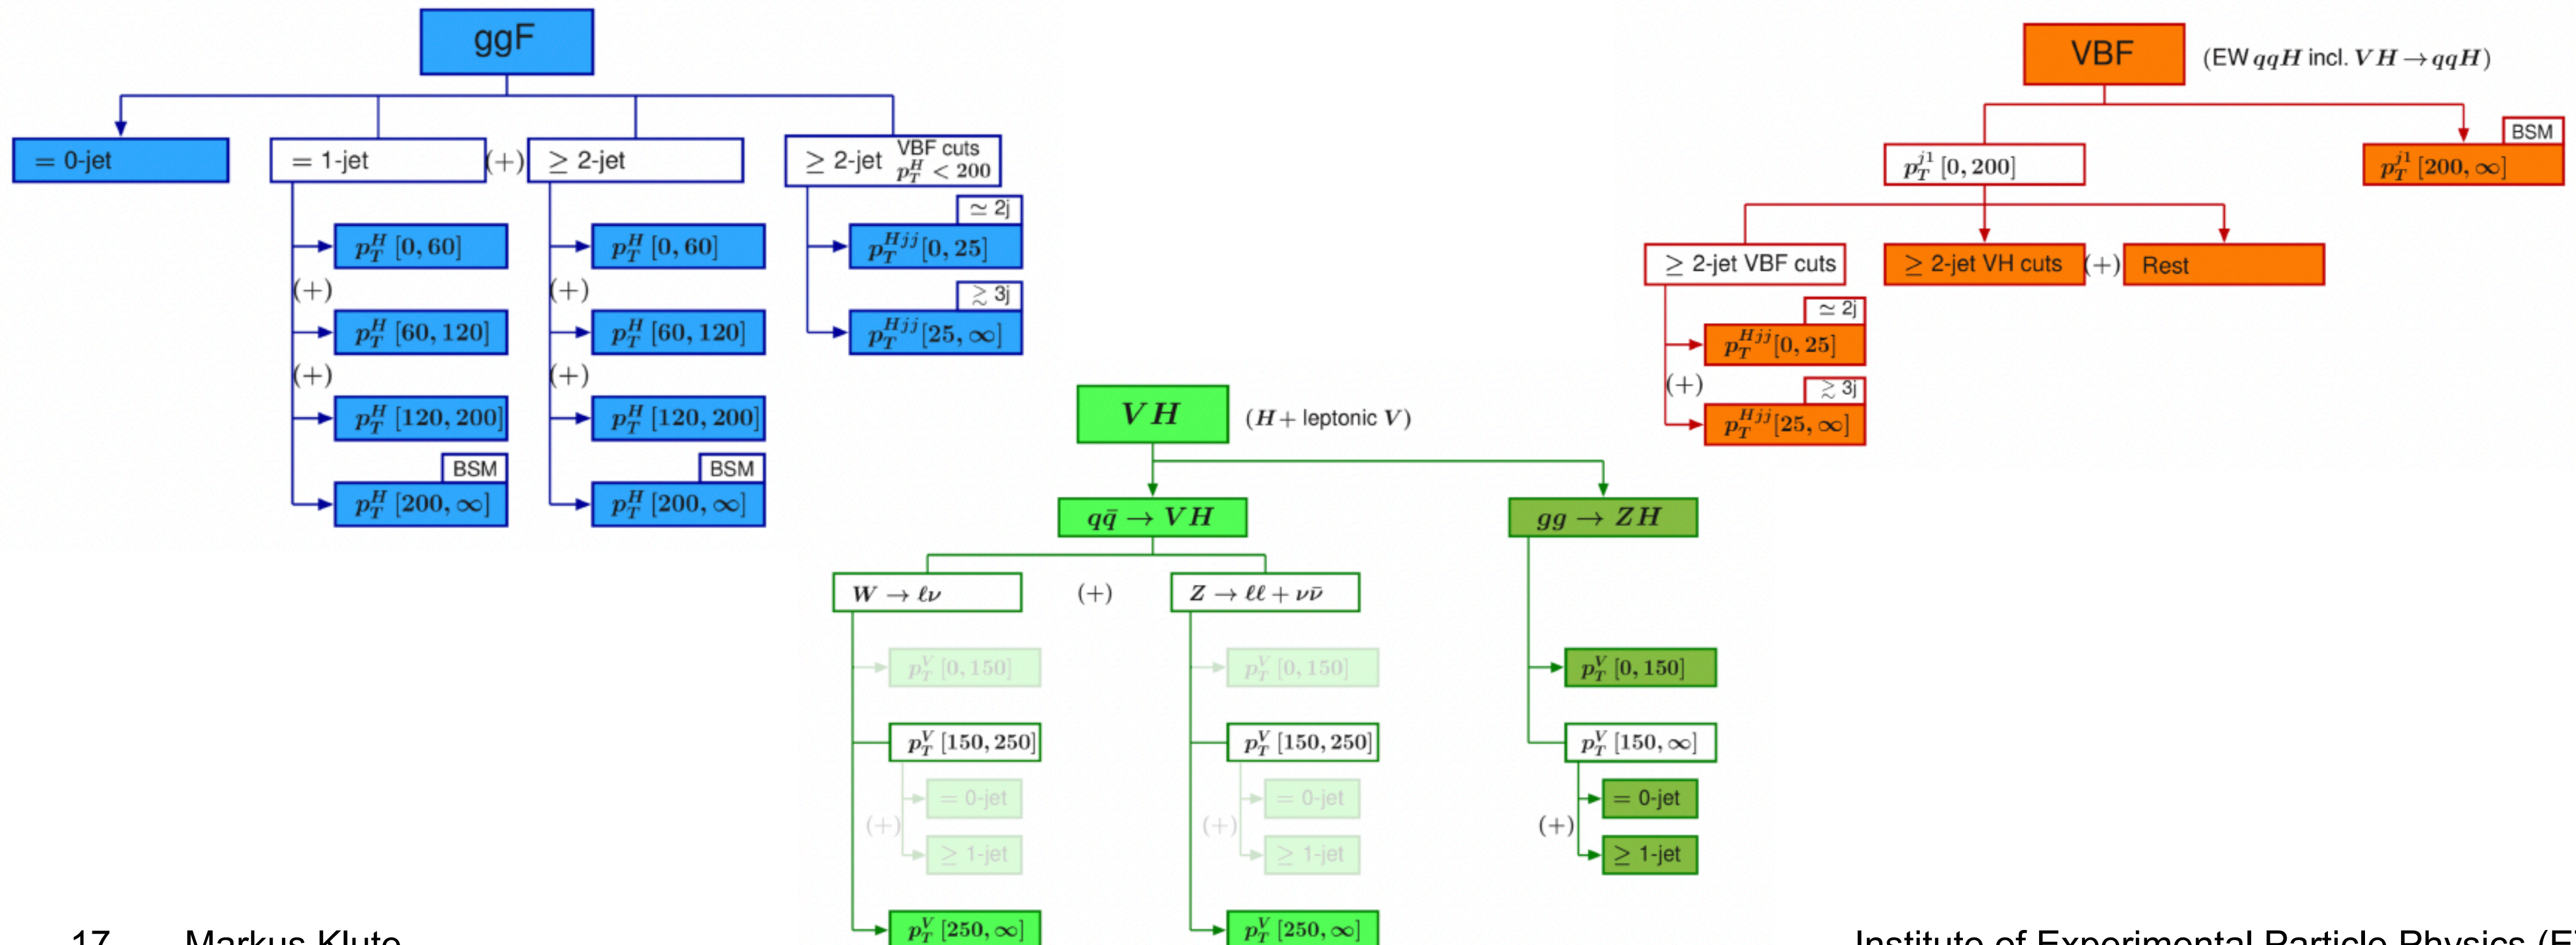 ggF
= 0-jet
= 1-jet
(+)
≥ 2-jet
≥ 2-jet VBF cuts
p_T^H < 200
p_T^H [0, 60]
(+)
p_T^H [60, 120]
(+)
p_T^H [120, 200]
BSM
p_T^H [200, ∞]
p_T^H [0, 60]
(+)
p_T^H [60, 120]
(+)
p_T^H [120, 200]
BSM
p_T^H [200, ∞]
≃ 2j
p_T^{Hjj} [0, 25]
≳ 3j
p_T^{Hjj} [25, ∞]
VBF (EW qqH incl. VH → qqH)
p_T^{j1} [0, 200]
BSM
p_T^{j1} [200, ∞]
≥ 2-jet VBF cuts
≥ 2-jet VH cuts
(+)
Rest
≃ 2j
p_T^{Hjj} [0, 25]
(+)
≳ 3j
p_T^{Hjj} [25, ∞]
VH (H + leptonic V)
qq̄ → VH
gg → ZH
W → ℓν
(+)
Z → ℓℓ + νν̄
p_T^V [0, 150]
p_T^V [150, 250]
= 0-jet
(+)
≥ 1-jet
p_T^V [250, ∞]
p_T^V [0, 150]
p_T^V [150, 250]
= 0-jet
(+)
≥ 1-jet
p_T^V [250, ∞]
p_T^V [0, 150]
p_T^V [150, ∞]
= 0-jet
(+)
≥ 1-jet
17 Markus Klute
Institute of Experimental Particle Physics (E